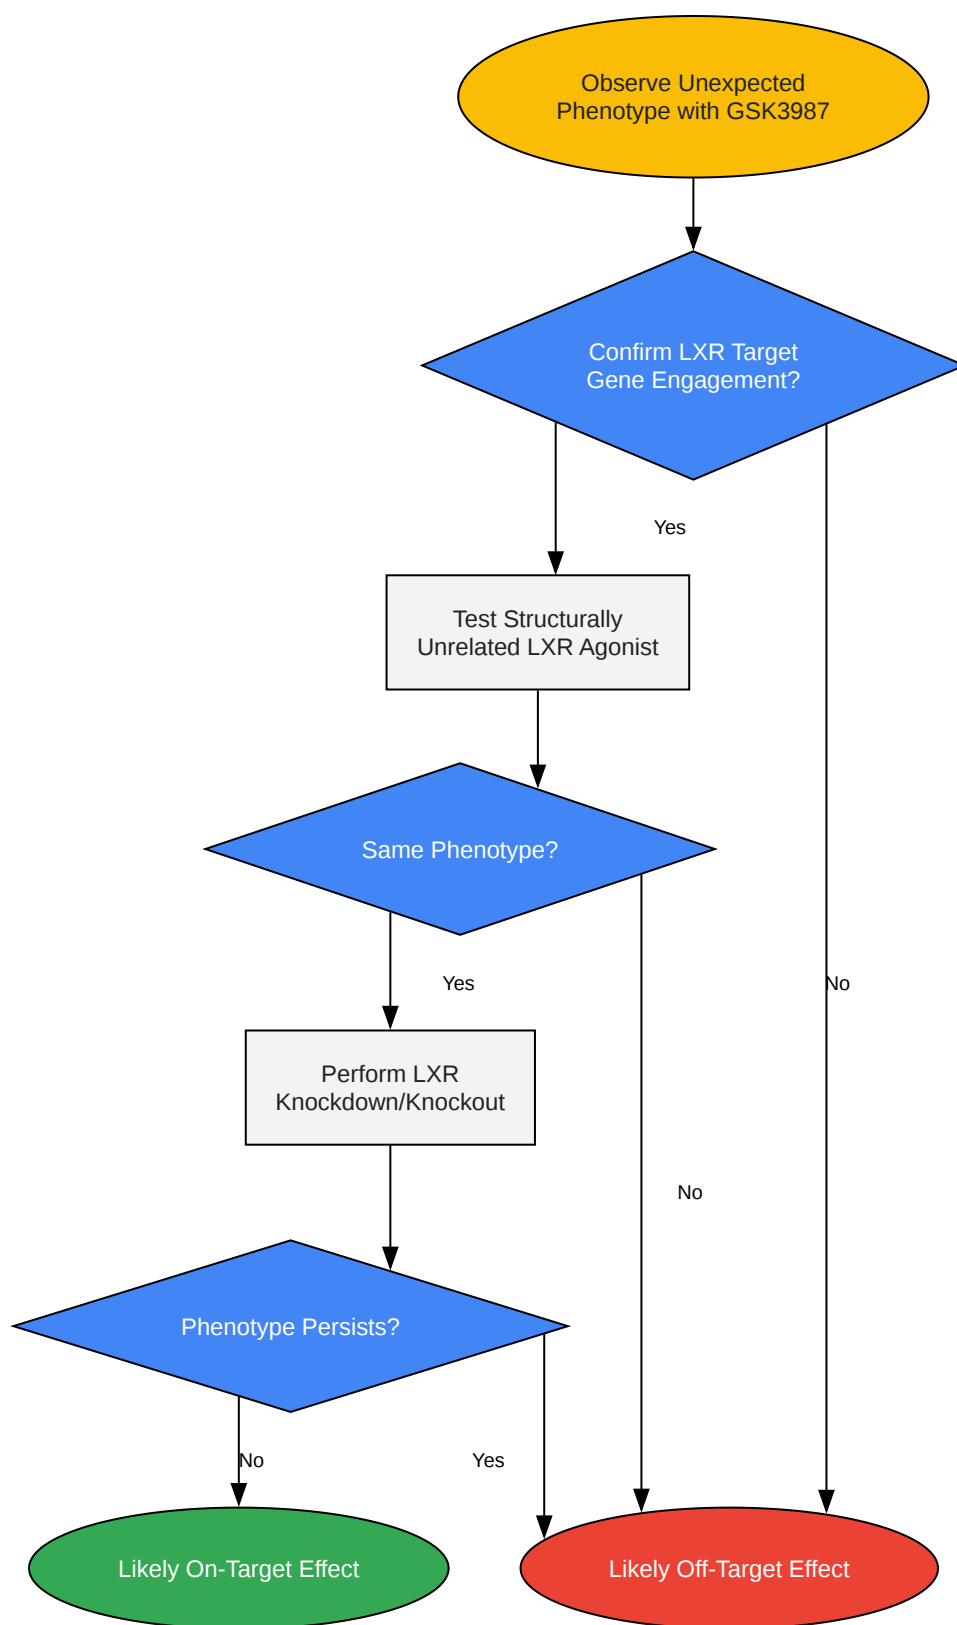 Observe Unexpected
Phenotype with GSK3987
Confirm LXR Target
Gene Engagement?
Yes
Test Structurally
Unrelated LXR Agonist
Same Phenotype?
Yes
No
Perform LXR
Knockdown/Knockout
No
Phenotype Persists?
No
Yes
Likely On-Target Effect
Likely Off-Target Effect